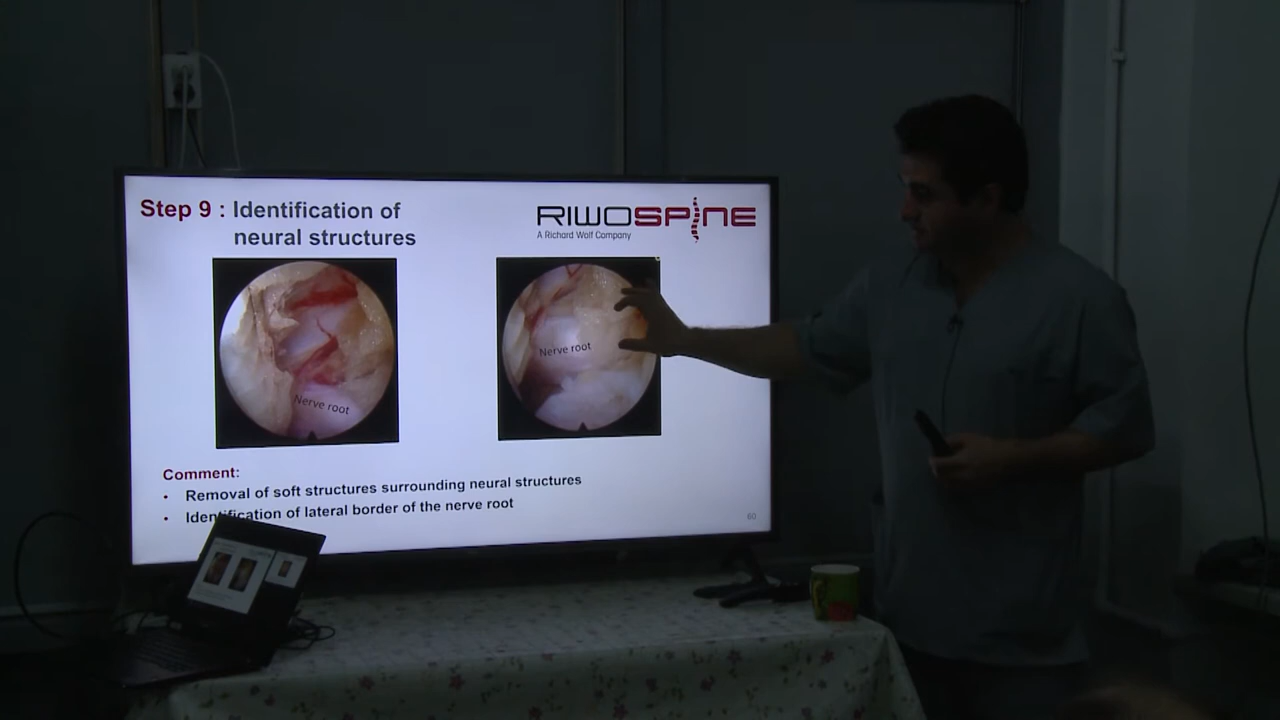 Step 9 : Identification of
neural structures
RIWOSPINE
A Richard Wolf Company
Nerve root
Nerve root
Comment:
• Removal of soft structures surrounding neural structures
• Identification of lateral border of the nerve root
60